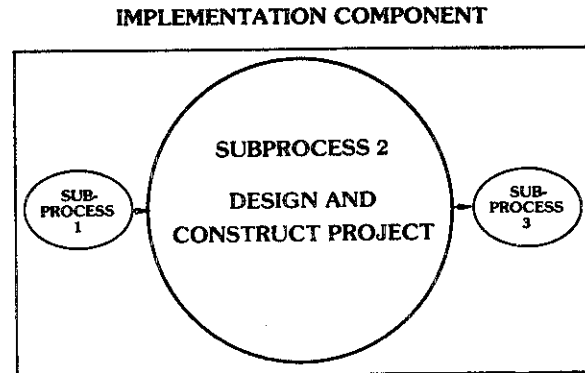 IMPLEMENTATION COMPONENT
SUB-
PROCESS
1
SUBPROCESS 2
DESIGN AND
CONSTRUCT PROJECT
SUB-
PROCESS
3